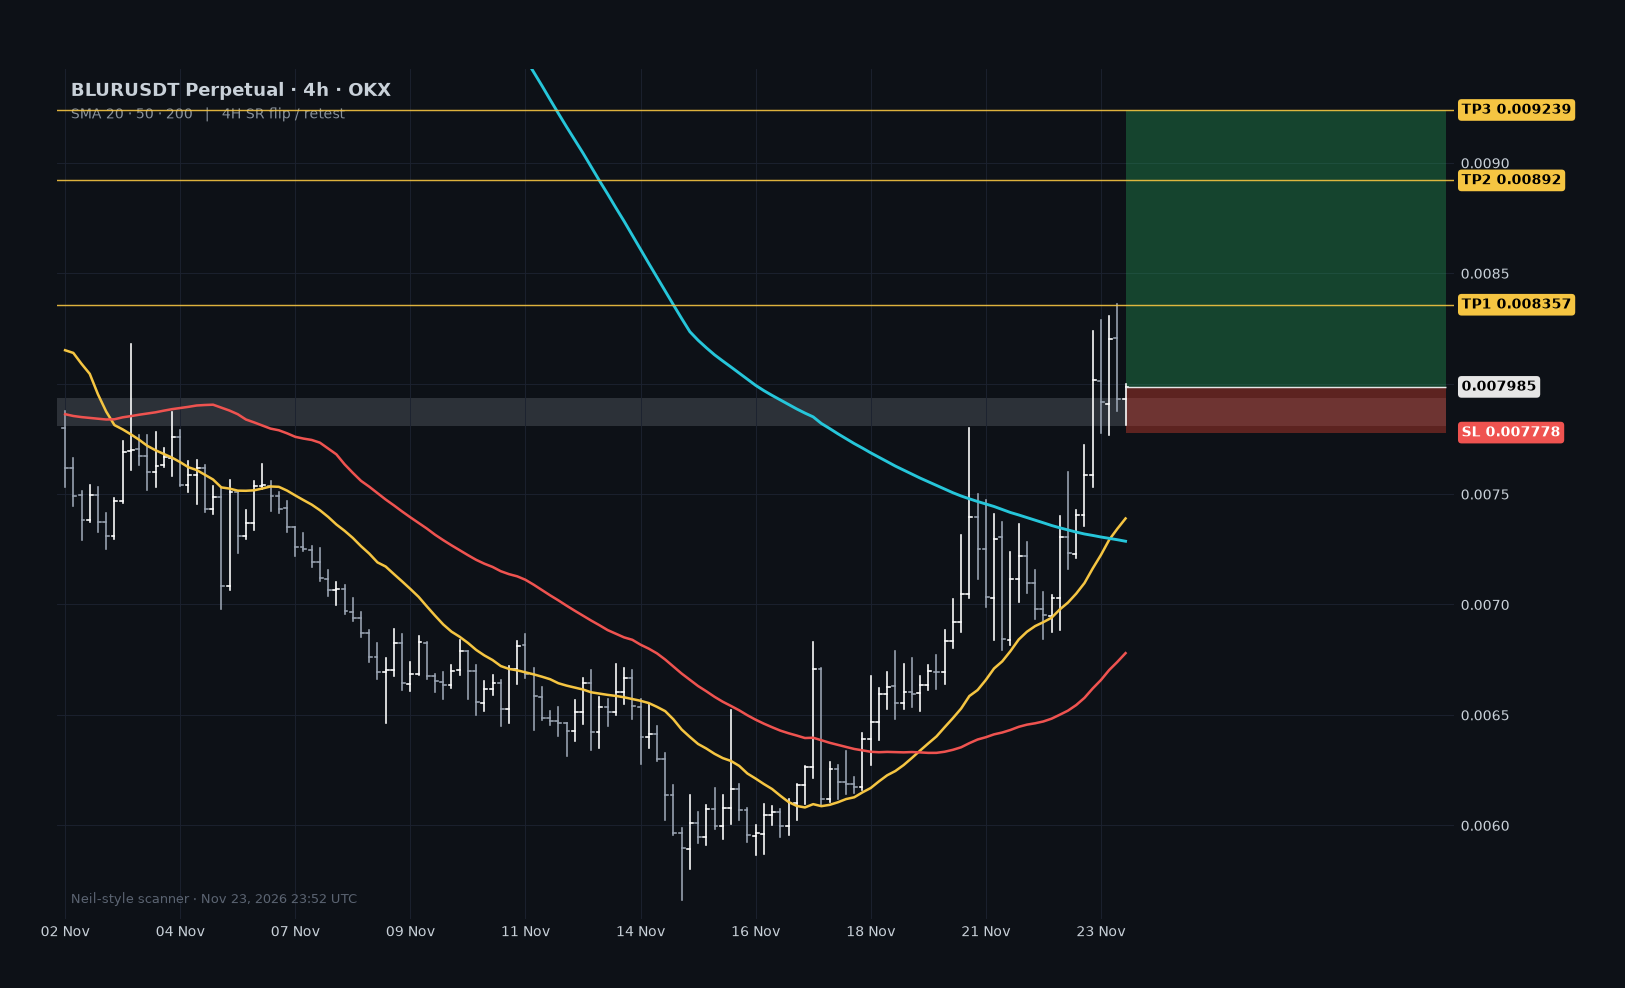 BLURUSDT Perpetual · 4h · OKX
SMA 20 · 50 · 200 | 4H SR flip / retest
TP3 0.009239
0.0090
TP2 0.00892
0.0085
TP1 0.008357
0.007985
SL 0.007778
0.0075
0.0070
0.0065
0.0060
Neil-style scanner · Nov 23, 2026 23:52 UTC
02 Nov 04 Nov 07 Nov 09 Nov 11 Nov 14 Nov 16 Nov 18 Nov 21 Nov 23 Nov